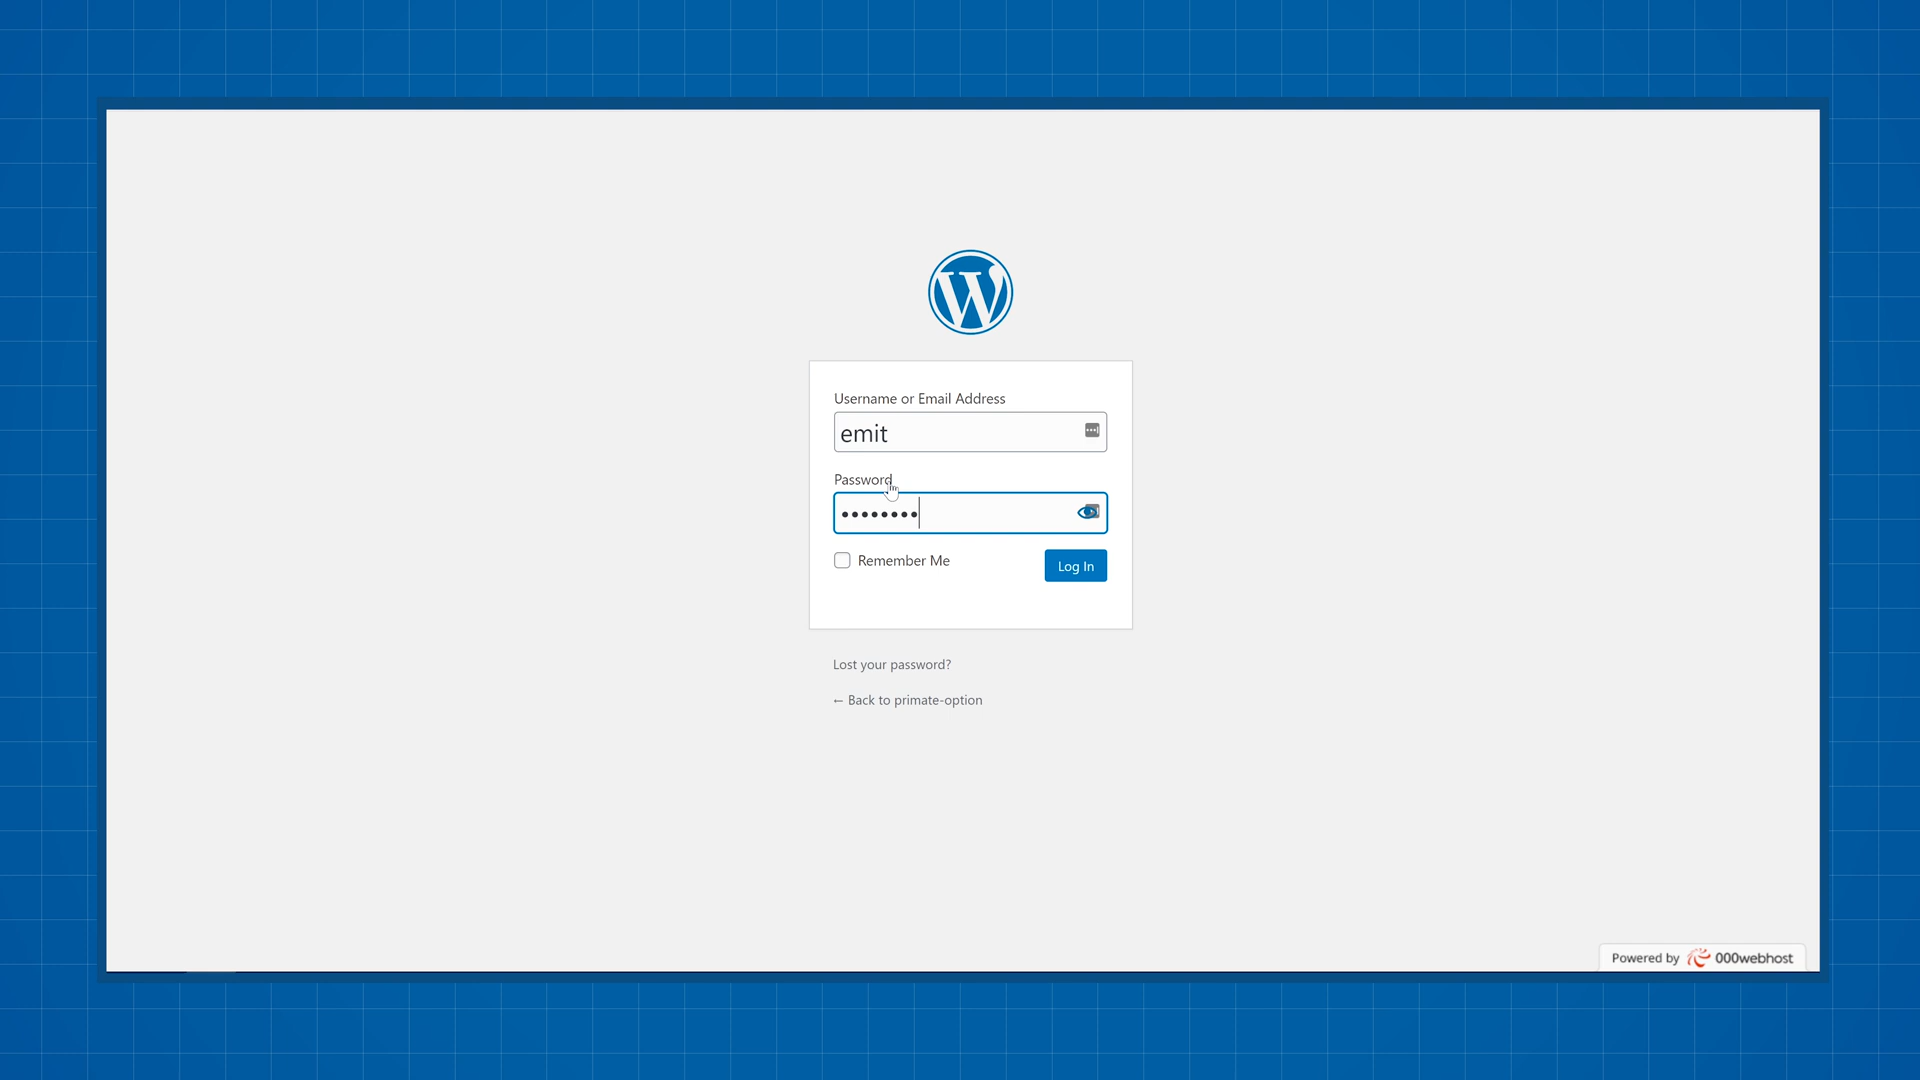 Username or Email Address
emit
Password
••••••••
Remember Me
Log In
Lost your password?
← Back to primate-option
Powered by 000webhost